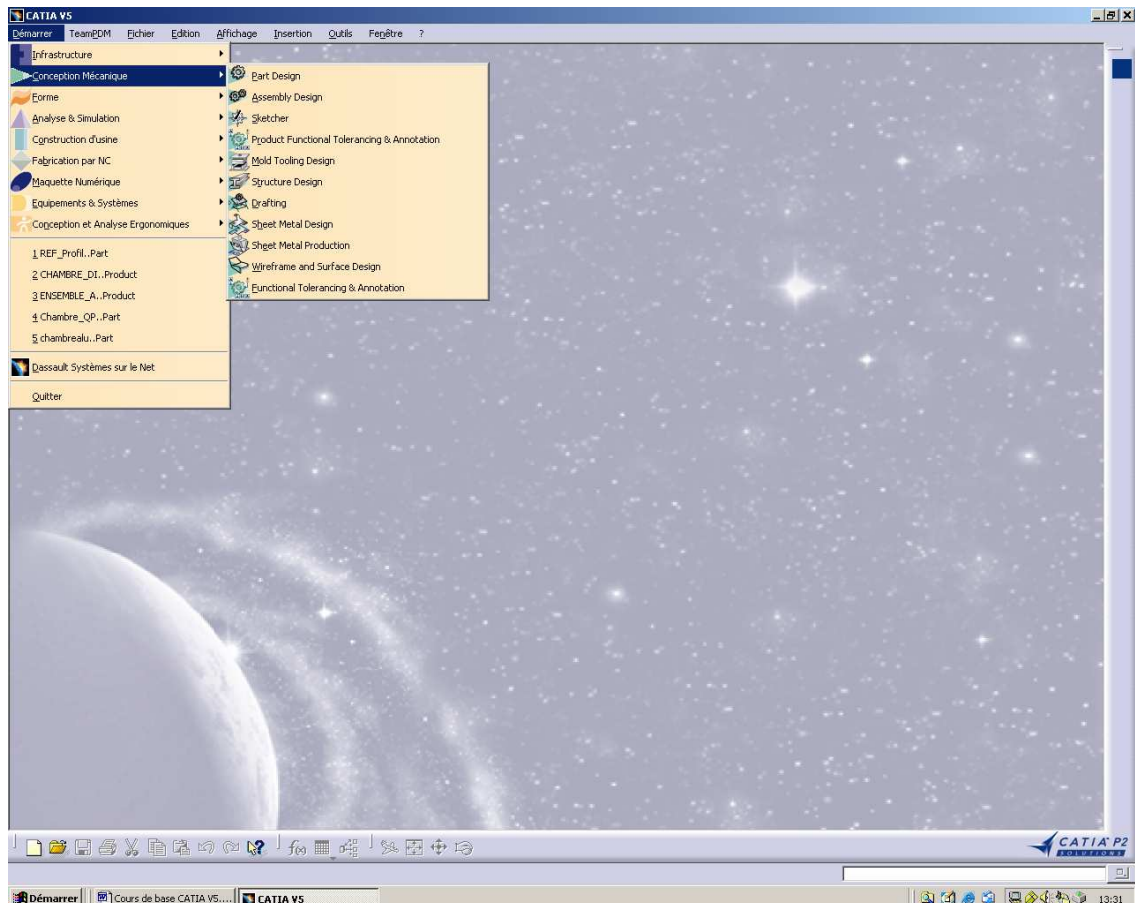 CATIA V5
Démarrer TeamPDM Fichier Edition Affichage Insertion Outils Fenêtre ?
Infrastructure
Conception Mécanique
Forme
Analyse & Simulation
Construction d'usine
Fabrication par NC
Maquette Numérique
Equipements & Systèmes
Conception et Analyse Ergonomiques
1 REF_Profil..Part
2 CHAMBRE_DI..Product
3 ENSEMBLE_A..Product
4 Chambre_QP..Part
5 chambrealu..Part
Dassault Systèmes sur le Net
Quitter
Part Design
Assembly Design
Sketcher
Product Functional Tolerancing & Annotation
Mold Tooling Design
Structure Design
Drafting
Sheet Metal Design
Sheet Metal Production
Wireframe and Surface Design
Functional Tolerancing & Annotation
f(x)
CATIA P2
SOLUTIONS
Démarrer Cours de base CATIA V5.... CATIA V5 13:31